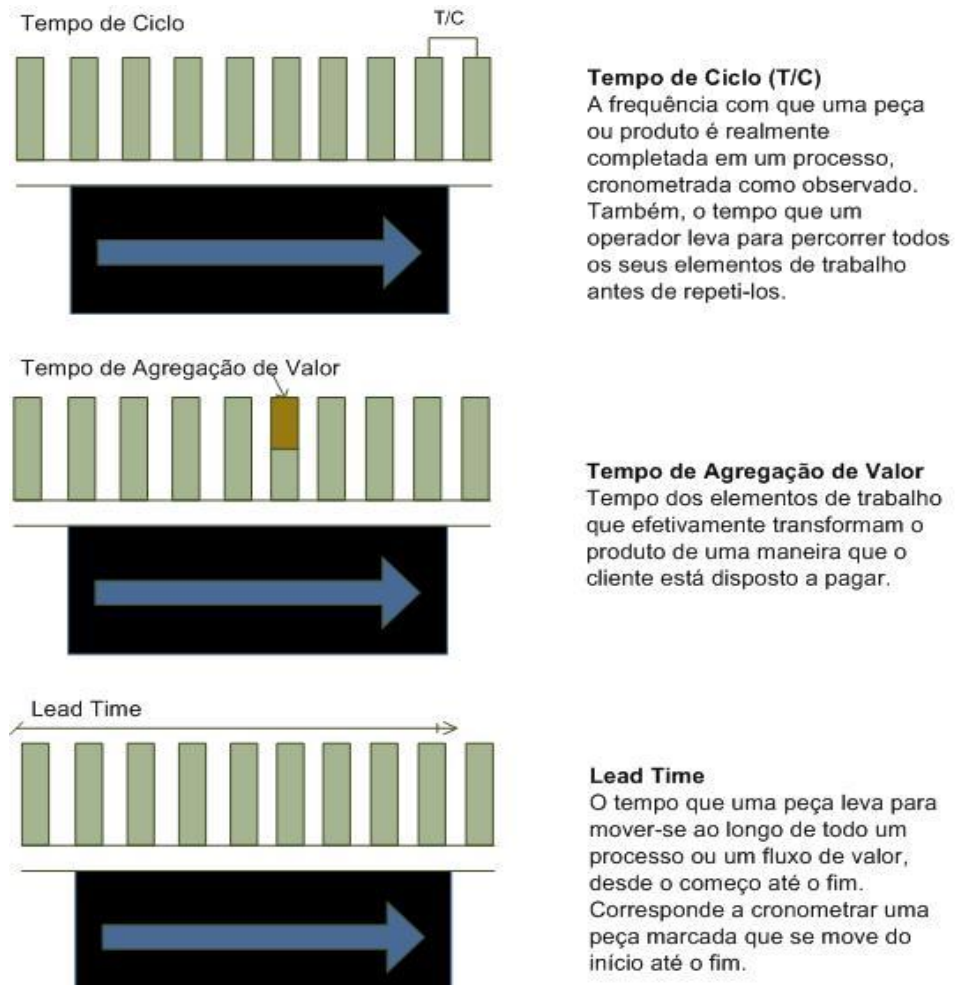 Tempo de Ciclo
T/C
Tempo de Ciclo (T/C)
A frequência com que uma peça
ou produto é realmente
completada em um processo,
cronometrada como observado.
Também, o tempo que um
operador leva para percorrer todos
os seus elementos de trabalho
antes de repeti-los.
Tempo de Agregação de Valor
Tempo de Agregação de Valor
Tempo dos elementos de trabalho
que efetivamente transformam o
produto de uma maneira que o
cliente está disposto a pagar.
Lead Time
Lead Time
O tempo que uma peça leva para
mover-se ao longo de todo um
processo ou um fluxo de valor,
desde o começo até o fim.
Corresponde a cronometrar uma
peça marcada que se move do
início até o fim.